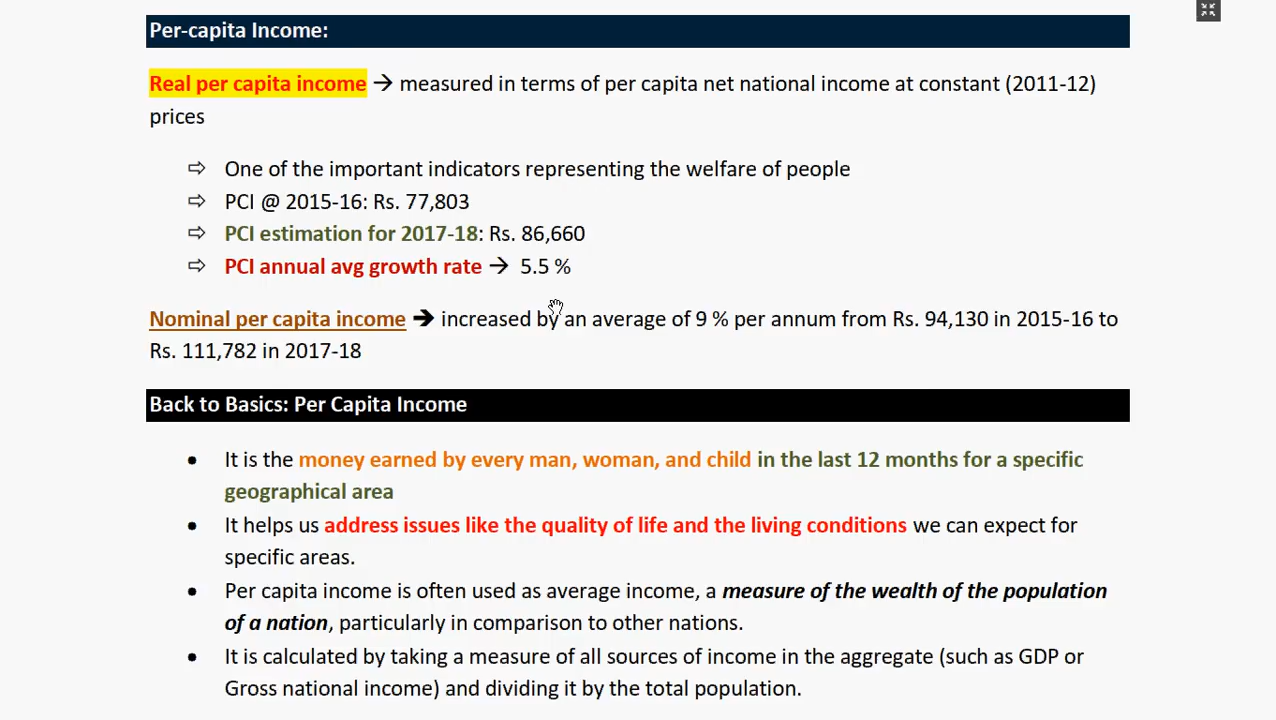 Per-capita Income:
Real per capita income → measured in terms of per capita net national income at constant (2011-12)
prices
⇨ One of the important indicators representing the welfare of people
⇨ PCI @ 2015-16: Rs. 77,803
⇨ PCI estimation for 2017-18: Rs. 86,660
⇨ PCI annual avg growth rate → 5.5 %
Nominal per capita income ➔ increased by an average of 9 % per annum from Rs. 94,130 in 2015-16 to
Rs. 111,782 in 2017-18
Back to Basics: Per Capita Income
• It is the money earned by every man, woman, and child in the last 12 months for a specific
geographical area
• It helps us address issues like the quality of life and the living conditions we can expect for
specific areas.
• Per capita income is often used as average income, a measure of the wealth of the population
of a nation, particularly in comparison to other nations.
• It is calculated by taking a measure of all sources of income in the aggregate (such as GDP or
Gross national income) and dividing it by the total population.